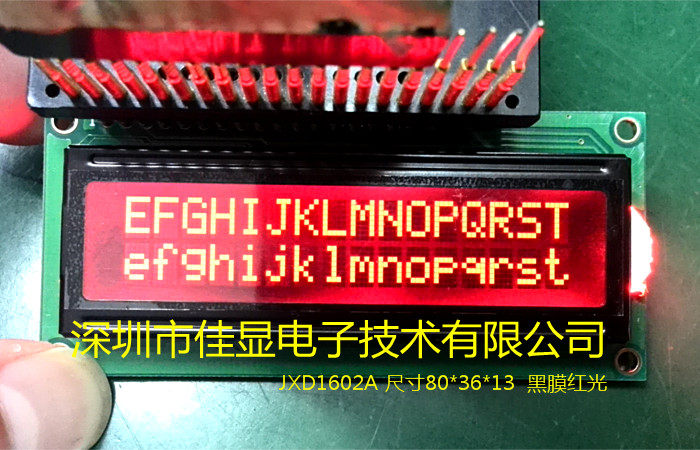 EFGHIJKLMNOPQRST
efghijklmnopqrst
深圳市佳显电子技术有限公司
JXD1602A 尺寸80*36*13 黑膜红光